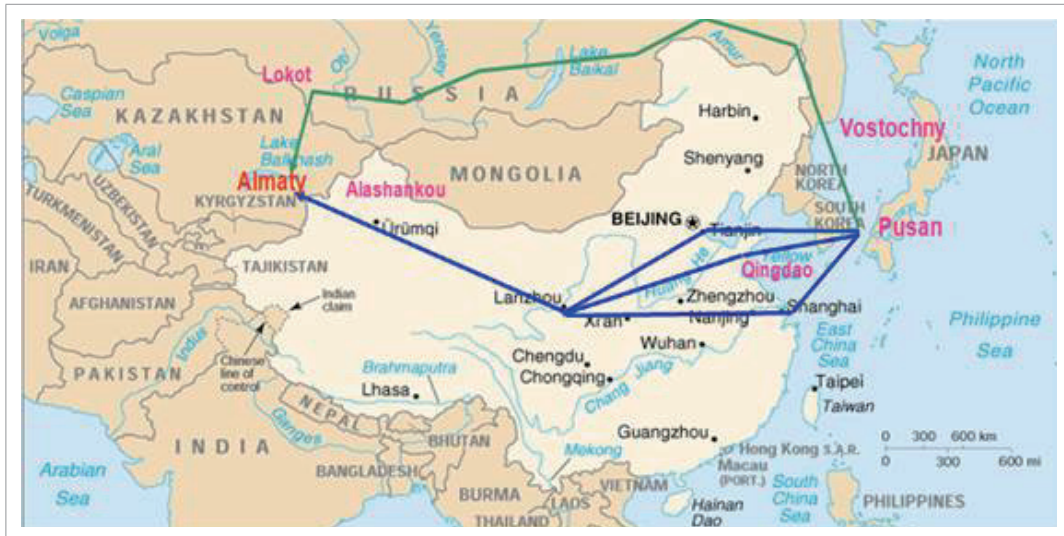 Volga
Ob'
Yenisey
Lake
Baikal
Amur
Lokot
RUSSIA
North
Pacific
Ocean
Caspian
Sea
KAZAKHSTAN
Harbin
Vostochny
Aral
Sea
Lake
Balkhash
Shenyang
JAPAN
MONGOLIA
NORTH
KOREA
Almaty
Alashankou
UZBEKISTAN
TURKMENISTAN
KYRGYZSTAN
Ürümqi
BEIJING
Tianjin
SOUTH
KOREA
Pusan
IRAN
TAJIKISTAN
Huang He
Yellow
Qingdao
AFGHANISTAN
Indian
claim
Lanzhou
Zhengzhou
Shanghai
Xi'an
Nanjing
Indus
Chinese
line of
control
Wuhan
East
China
Sea
Philippine
Sea
PAKISTAN
Brahmaputra
Chengdu
Chongqing
Chang Jiang
Lhasa
Taipei
Taiwan
NEPAL
Ganges
INDIA
BHUTAN
Guangzhou
0 300 600 km
0 300 600 mi
Mekong
Hong Kong S.A.R.
Macau
(PORT.)
BANGLADESH
Arabian
Sea
BURMA
VIETNAM
LAOS
Hainan
Dao
South
China
Sea
PHILIPPINES
THAILAND